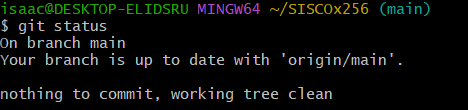 isaac@DESKTOP-ELIDSRU MINGW64 ~/SISCOx256 (main)
$ git status
On branch main
Your branch is up to date with 'origin/main'.
nothing to commit, working tree clean